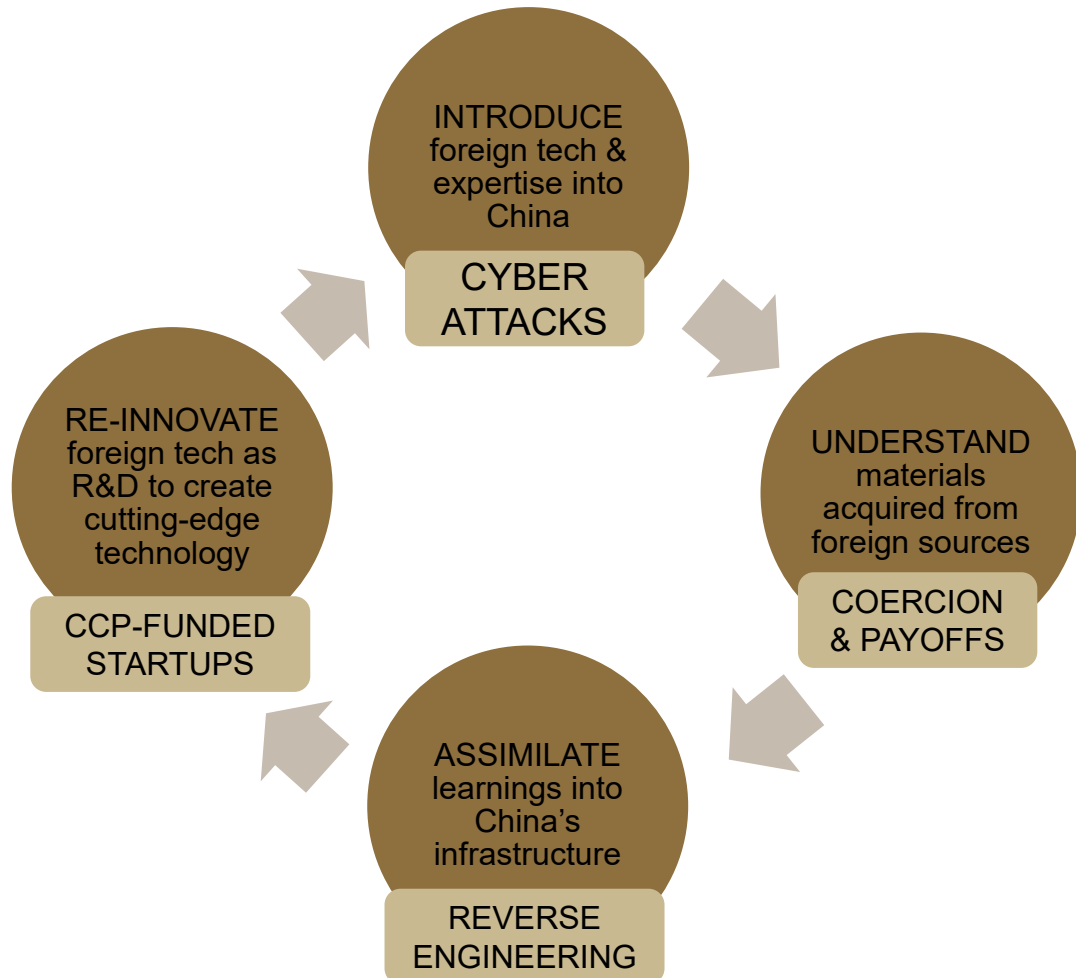 INTRODUCE
foreign tech &
expertise into
China
CYBER
ATTACKS
UNDERSTAND
materials
acquired from
foreign sources
COERCION
& PAYOFFS
ASSIMILATE
learnings into
China’s
infrastructure
REVERSE
ENGINEERING
RE-INNOVATE
foreign tech as
R&D to create
cutting-edge
technology
CCP-FUNDED
STARTUPS